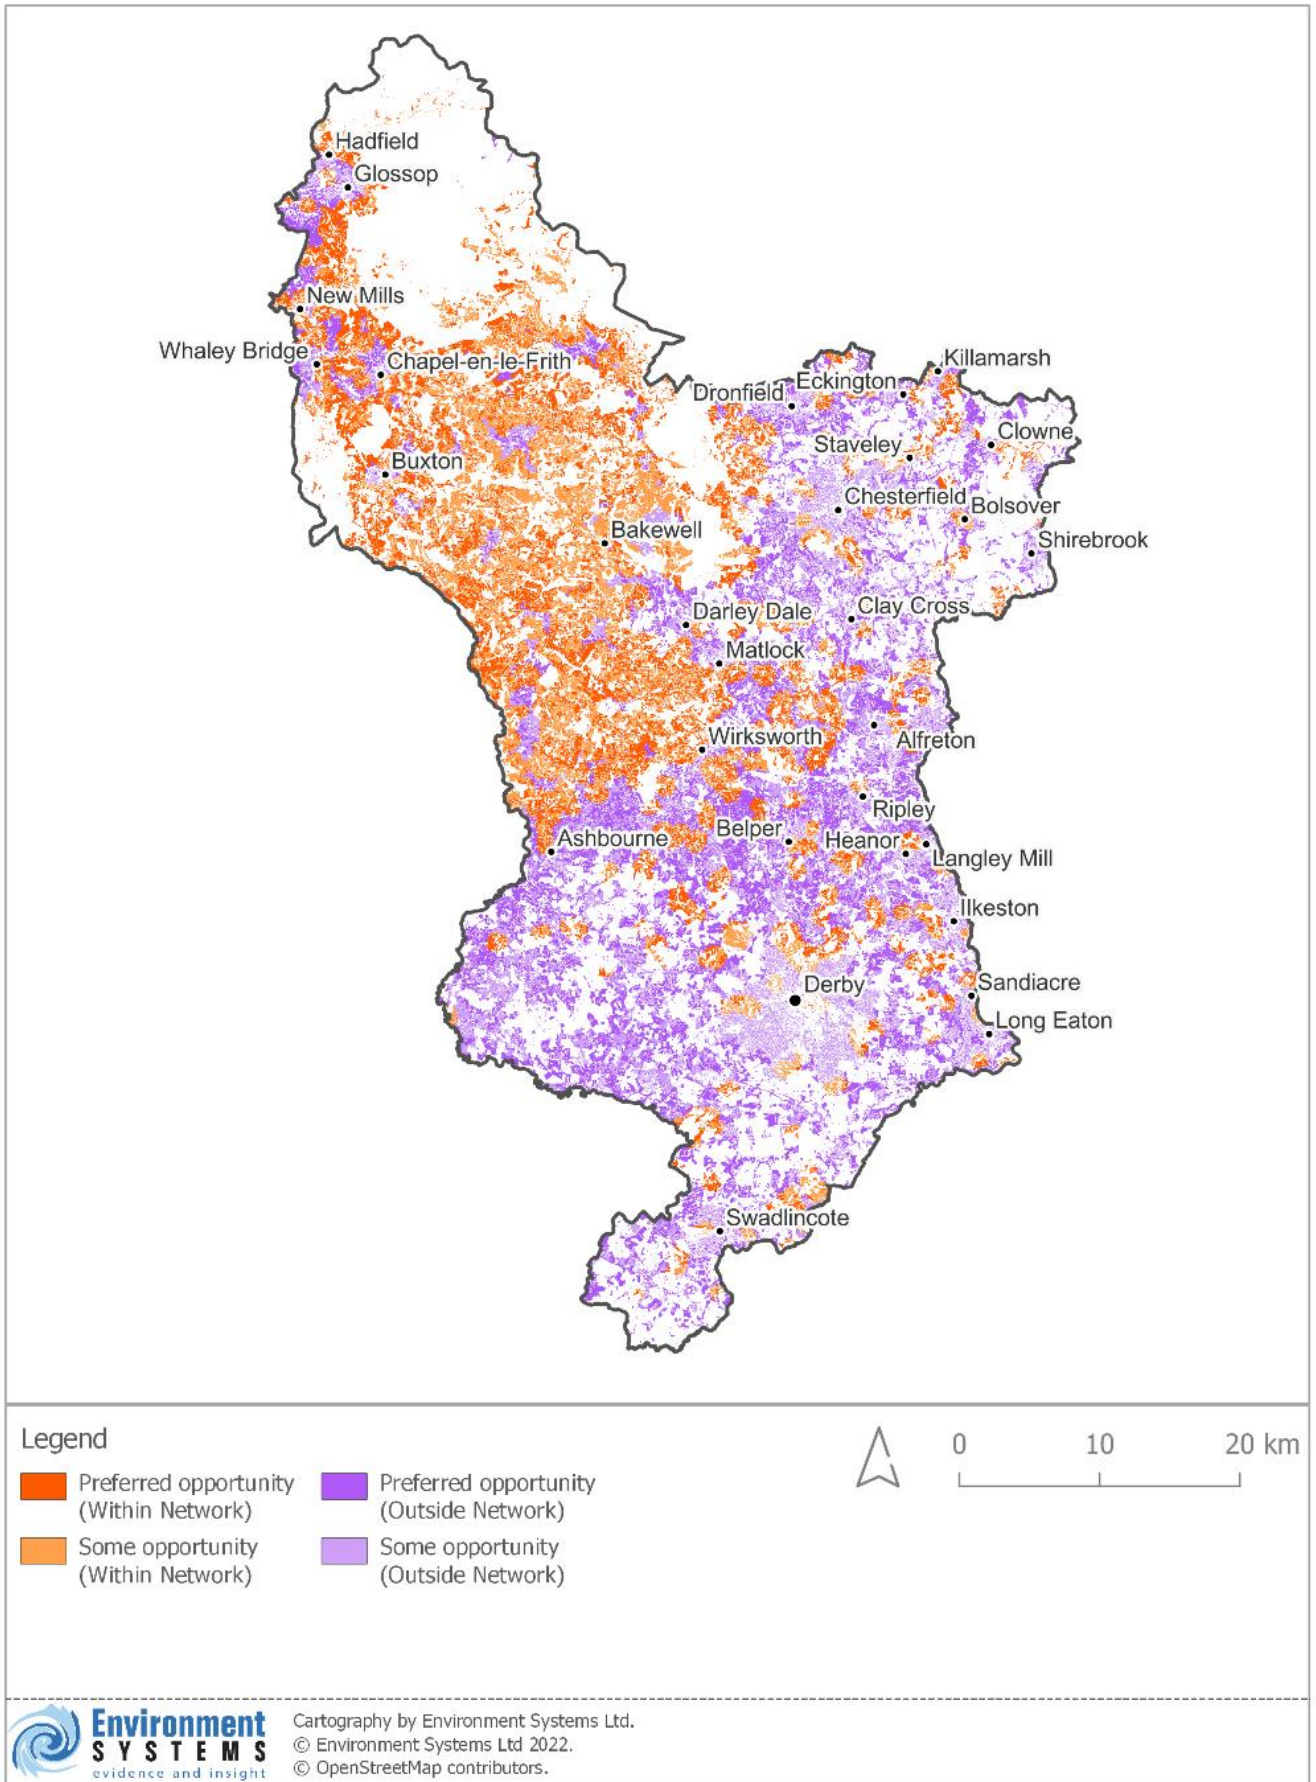 Hadfield
Glossop
New Mills
Whaley Bridge
Chapel-en-le-Frith
Killamarsh
Eckington
Dronfield
Clowne
Staveley
Buxton
Chesterfield
Bolsover
Bakewell
Shirebrook
Darley Dale
Clay Cross
Matlock
Wirksworth
Alfreton
Ripley
Belper
Heanor
Ashbourne
Langley Mill
Ilkeston
Derby
Sandiacre
Long Eaton
Swadlincote
Legend
Preferred opportunity
(Within Network)
Preferred opportunity
(Outside Network)
Some opportunity
(Within Network)
Some opportunity
(Outside Network)
0 10 20 km
Environment
SYSTEMS
evidence and insight
Cartography by Environment Systems Ltd.
© Environment Systems Ltd 2022.
© OpenStreetMap contributors.